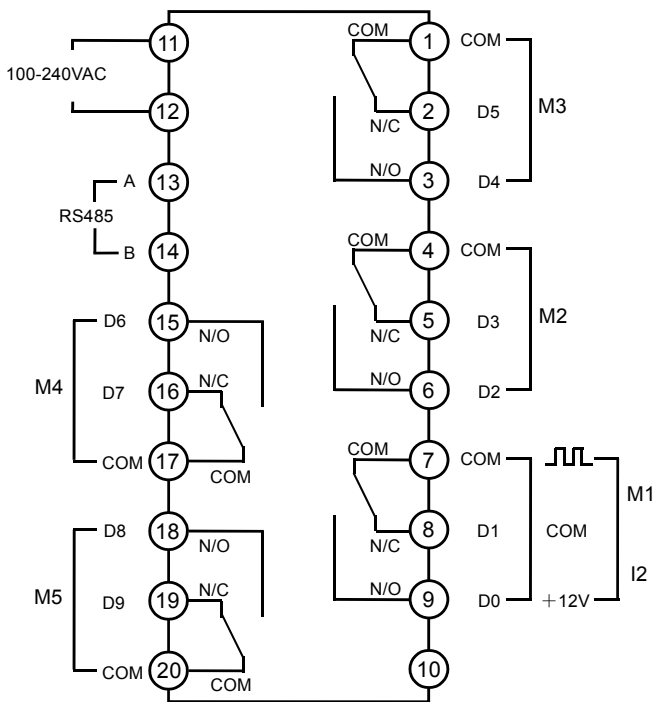 11 COM 1 COM
100-240VAC
12 N/C 2 D5 M3
A 13 N/O 3 D4
RS485
B 14 COM 4 COM
D6 15 N/O N/C 5 D3 M2
M4 D7 16 N/C N/O 6 D2
COM 17 COM COM 7 COM M1
D8 18 N/O N/C 8 D1 COM
I2
M5 D9 19 N/C N/O 9 D0 +12V
COM 20 COM 10